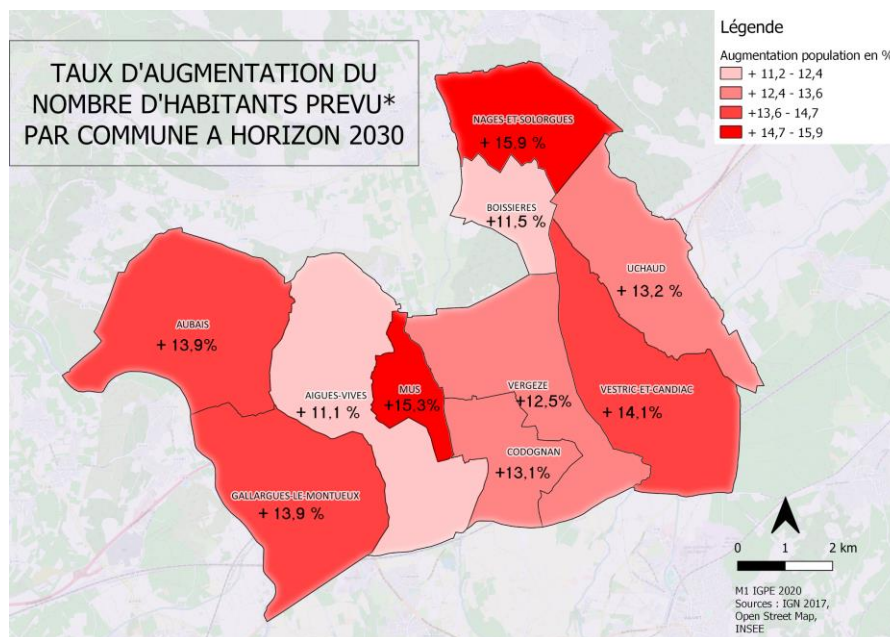 TAUX D'AUGMENTATION DU
NOMBRE D'HABITANTS PREVU*
PAR COMMUNE A HORIZON 2030
Légende
Augmentation population en %
+ 11,2 - 12,4
+ 12,4 - 13,6
+13,6 - 14,7
+ 14,7 - 15,9
NAGES-ET-SOLORGUES
+ 15,9 %
BOISSIERES
+11,5 %
UCHAUD
+ 13,2 %
AUBAIS
+ 13,9%
AIGUES-VIVES
+ 11,1 %
MUS
+15,3%
VERGEZE
+12,5%
VESTRIC-ET-CANDIAC
+ 14,1%
CODOGNAN
+13,1%
GALLARGUES-LE-MONTUEUX
+ 13,9 %
0 1 2 km
M1 IGPE 2020
Sources : IGN 2017,
Open Street Map,
INSEE